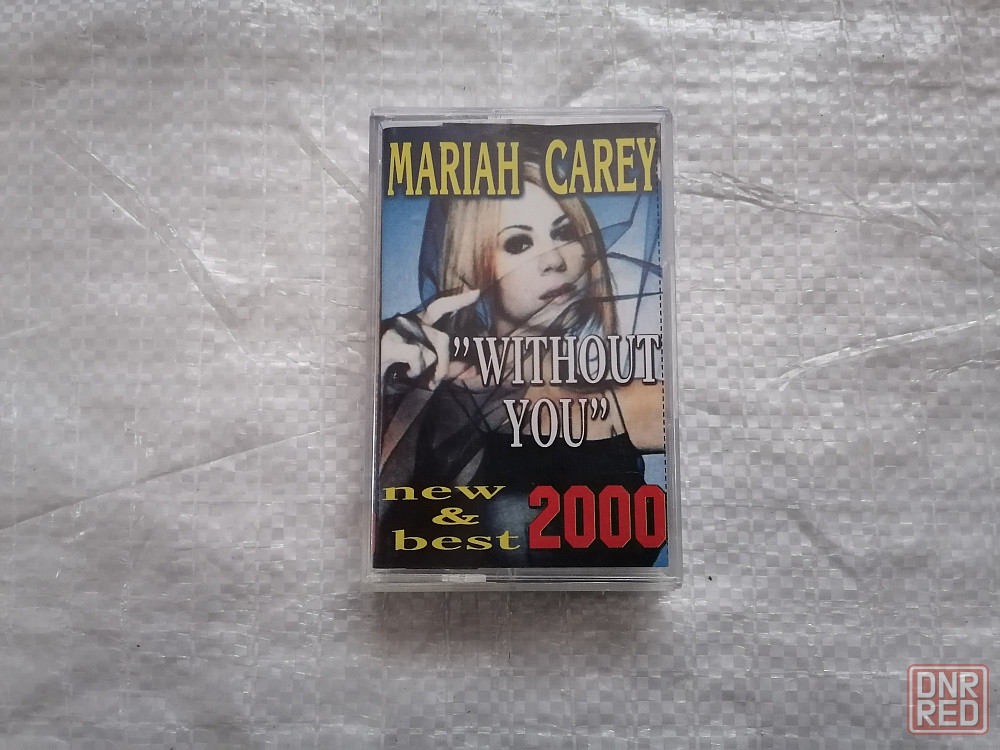 MARIAH CAREY
”WITHOUT
YOU”
new
&
best 2000
DNR
RED